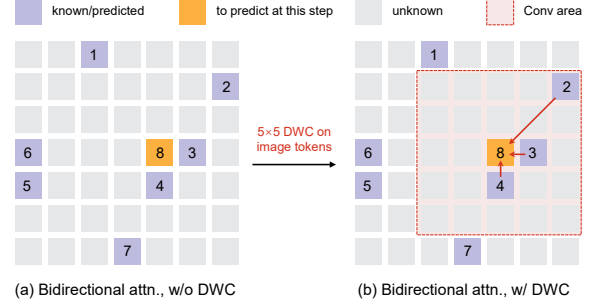 known/predicted to predict at this step unknown Conv area
1 1
2 2
5×5 DWC on
image tokens
6 8 3 6 8 3
5 4 5 4
7 7
(a) Bidirectional attn., w/o DWC (b) Bidirectional attn., w/ DWC